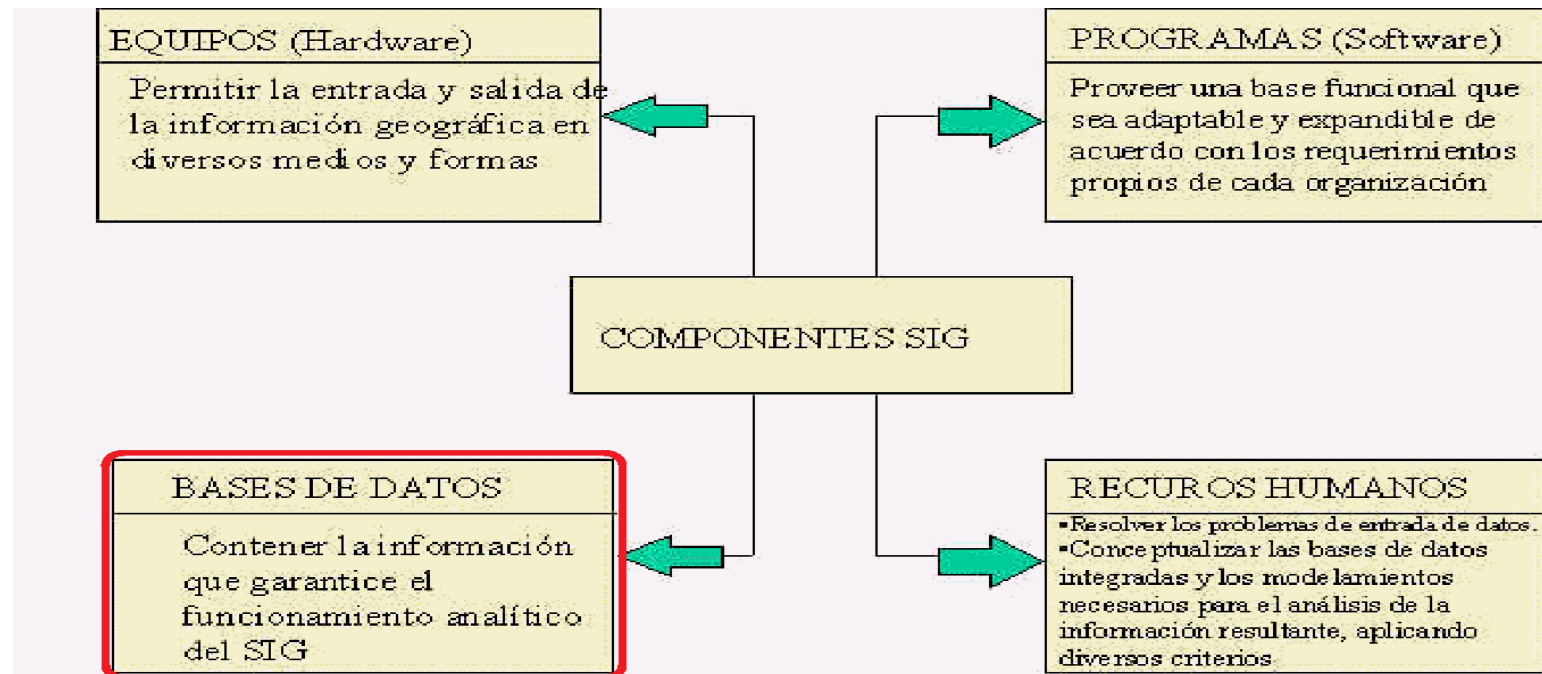 EQUIPOS (Hardware)
Permitir la entrada y salida de
la información geográfica en
diversos medios y formas
PROGRAMAS (Software)
Proveer una base funcional que
sea adaptable y expandible de
acuerdo con los requerimientos
propios de cada organización
COMPONENTES SIG
BASES DE DATOS
Contener la información
que garantice el
funcionamiento analítico
del SIG
RECUROS HUMANOS
▪Resolver los problemas de entrada de datos.
▪Conceptualizar las bases de datos
integradas y los modelamientos
necesarios para el análisis de la
información resultante, aplicando
diversos criterios